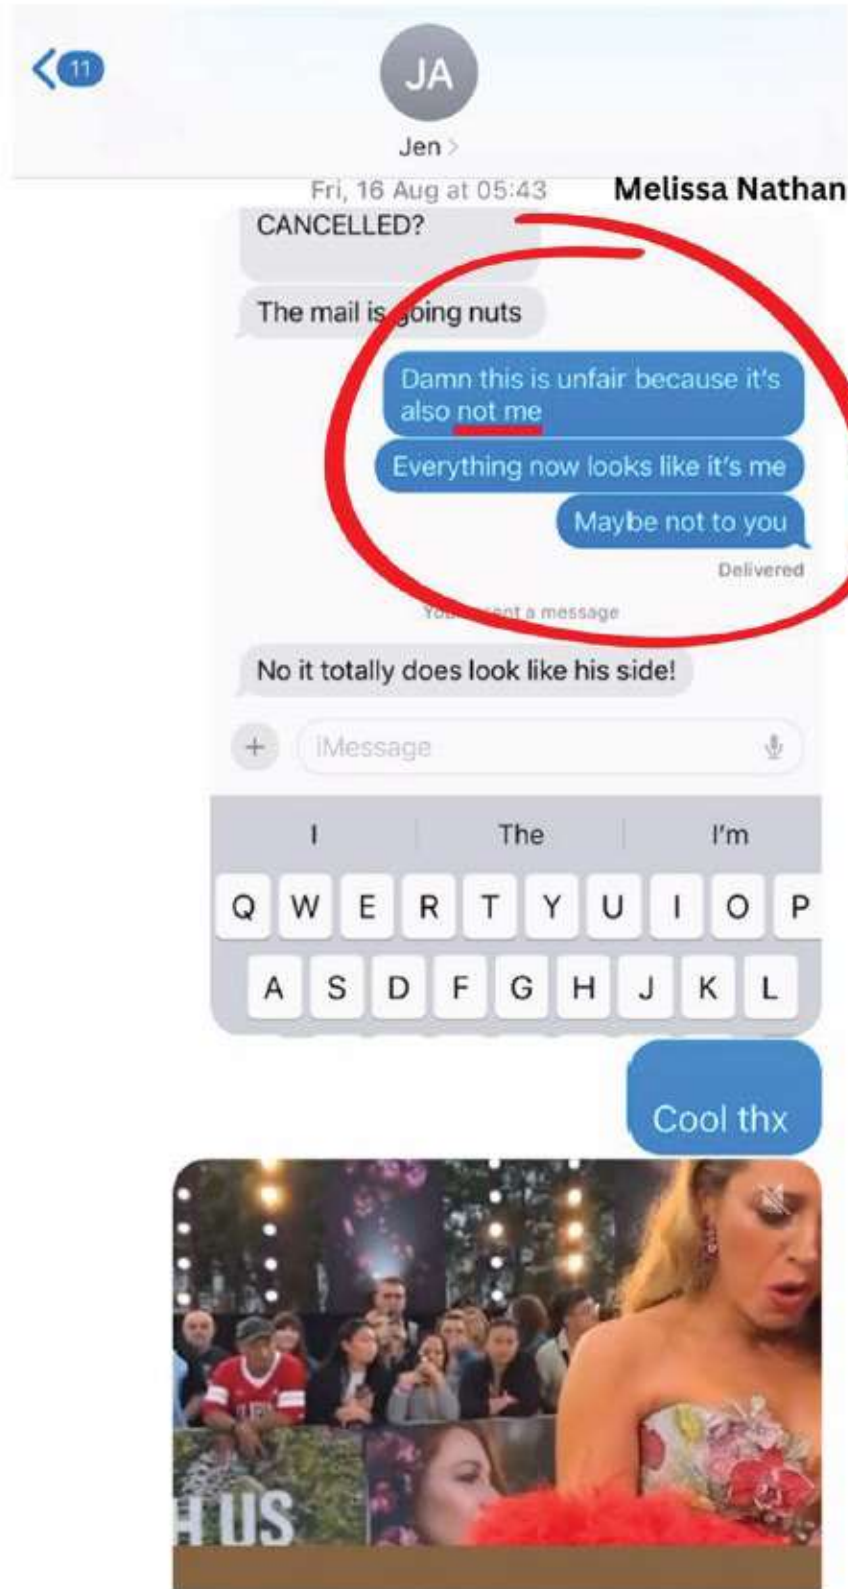 11
JA
Jen >
Fri, 16 Aug at 05:43
Melissa Nathan
CANCELLED?
The mail is going nuts
Damn this is unfair because it's
also not me
Everything now looks like it's me
Maybe not to you
Delivered
a message
No it totally does look like his side!
+ iMessage
I The I'm
Q W E R T Y U I O P
A S D F G H J K L
Cool thx
H US